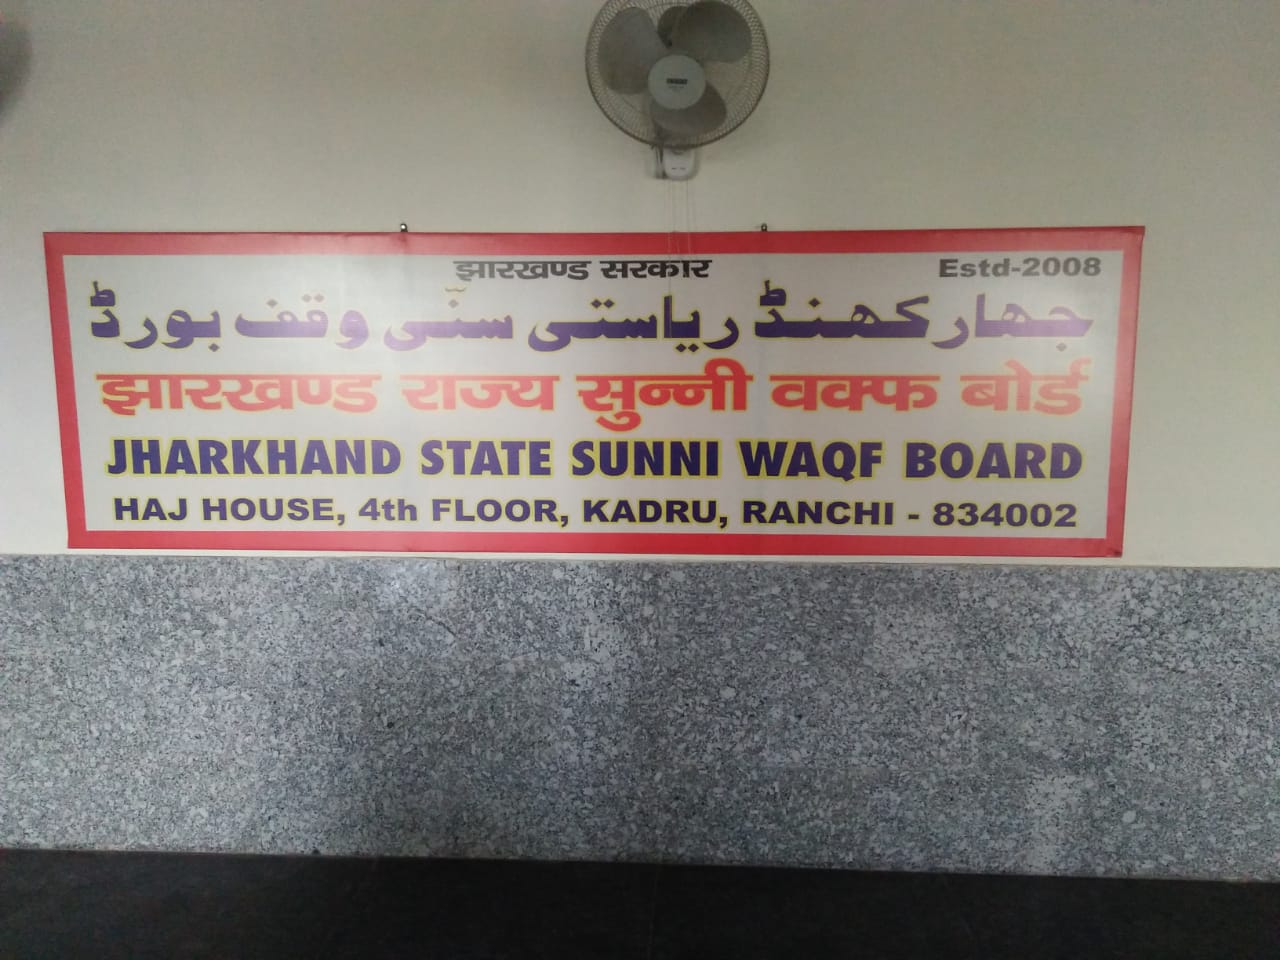 झारखण्ड सरकार
Estd-2008
جھارکھنڈ ریاستی سنّی وقف بورڈ
झारखण्ड राज्य सुन्नी वक्फ बोर्ड
JHARKHAND STATE SUNNI WAQF BOARD
HAJ HOUSE, 4th FLOOR, KADRU, RANCHI - 834002